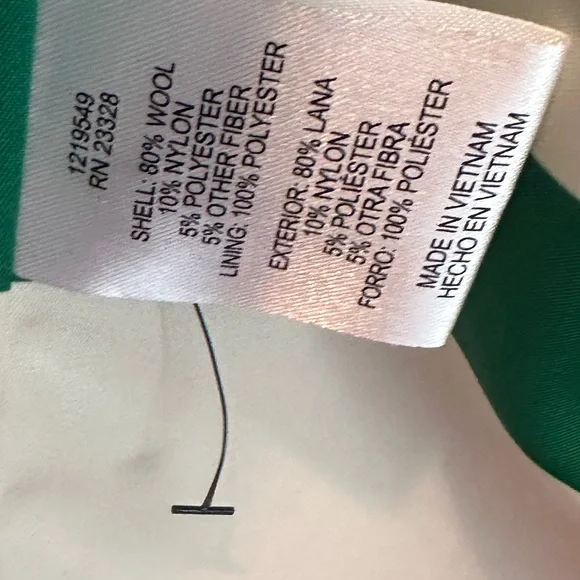 1219549
RN 23328
SHELL: 80% WOOL
10% NYLON
5% POLYESTER
5% OTHER FIBER
LINING: 100% POLYESTER
EXTERIOR: 80% LANA
10% NYLON
5% POLIÉSTER
5% OTRA FIBRA
FORRO: 100% POLIÉSTER
MADE IN VIETNAM
HECHO EN VIETNAM